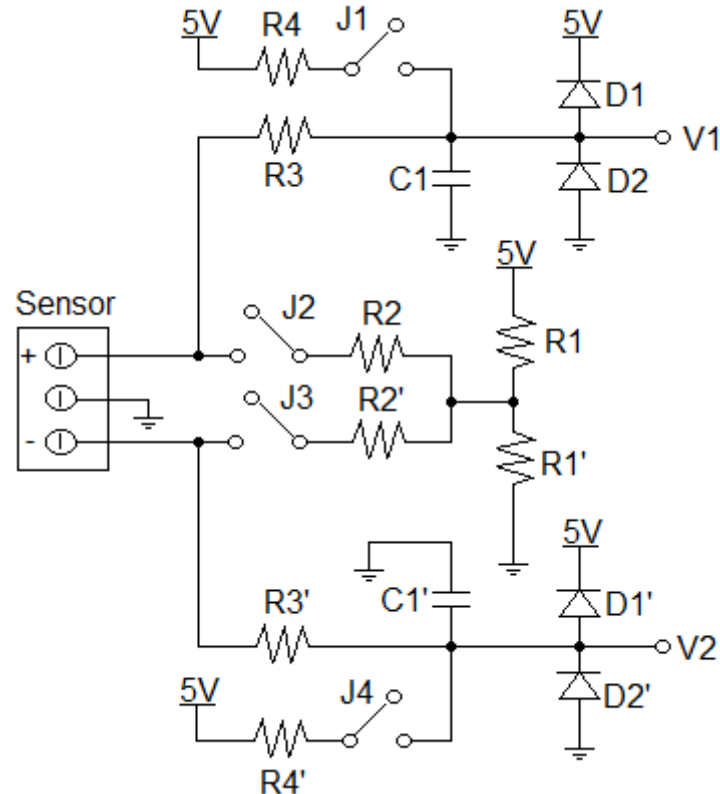 5V R4 J1 5V
D1
R3 V1
C1 D2
5V
Sensor
J2 R2 R1
+
J3 R2'
-
R1'
5V
R3' C1' D1'
V2
5V J4 D2'
R4'